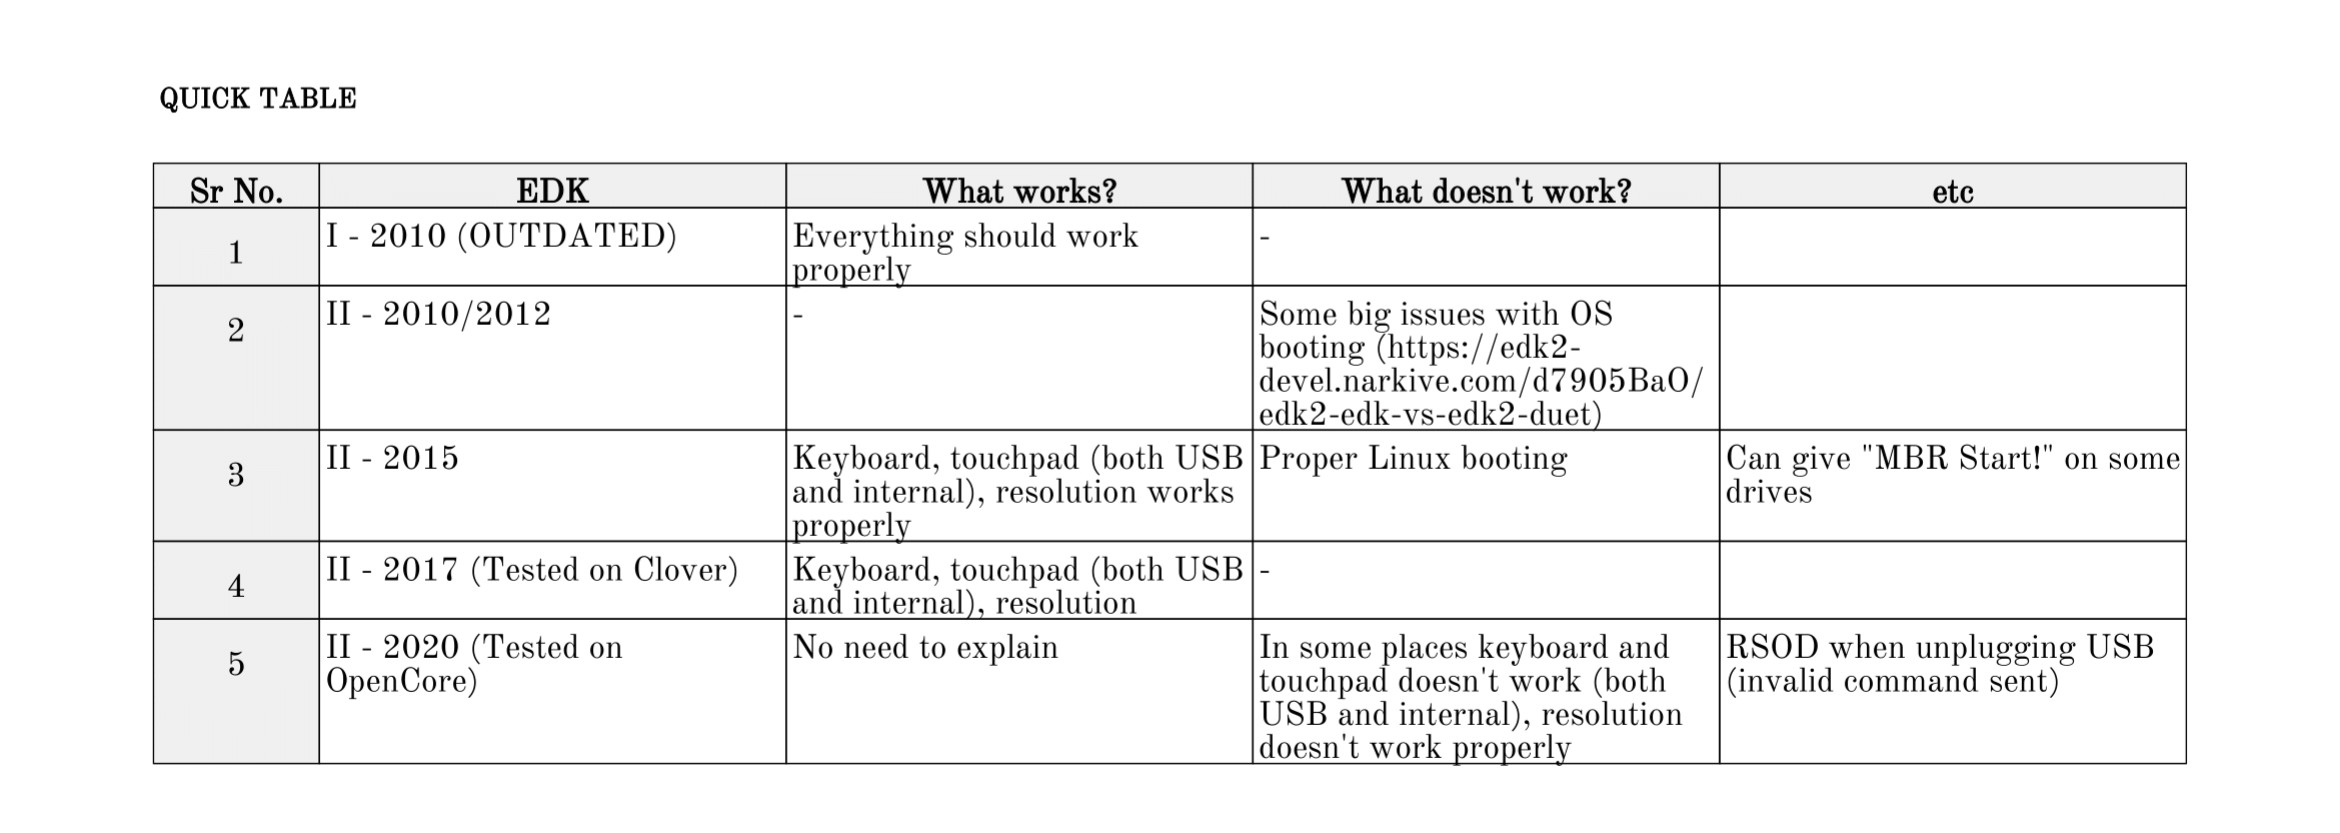 QUICK TABLE
Sr No. EDK What works? What doesn't work? etc
1
I - 2010 (OUTDATED)
Everything should work
properly
-
2
II - 2010/2012
-
Some big issues with OS
booting (https://edk2-
devel.narkive.com/d7905BaO/
edk2-edk-vs-edk2-duet)
3
II - 2015
Keyboard, touchpad (both USB
and internal), resolution works
properly
Proper Linux booting
Can give "MBR Start!" on some
drives
4
II - 2017 (Tested on Clover)
Keyboard, touchpad (both USB
and internal), resolution
-
5
II - 2020 (Tested on
OpenCore)
No need to explain
In some places keyboard and
touchpad doesn't work (both
USB and internal), resolution
doesn't work properly
RSOD when unplugging USB
(invalid command sent)